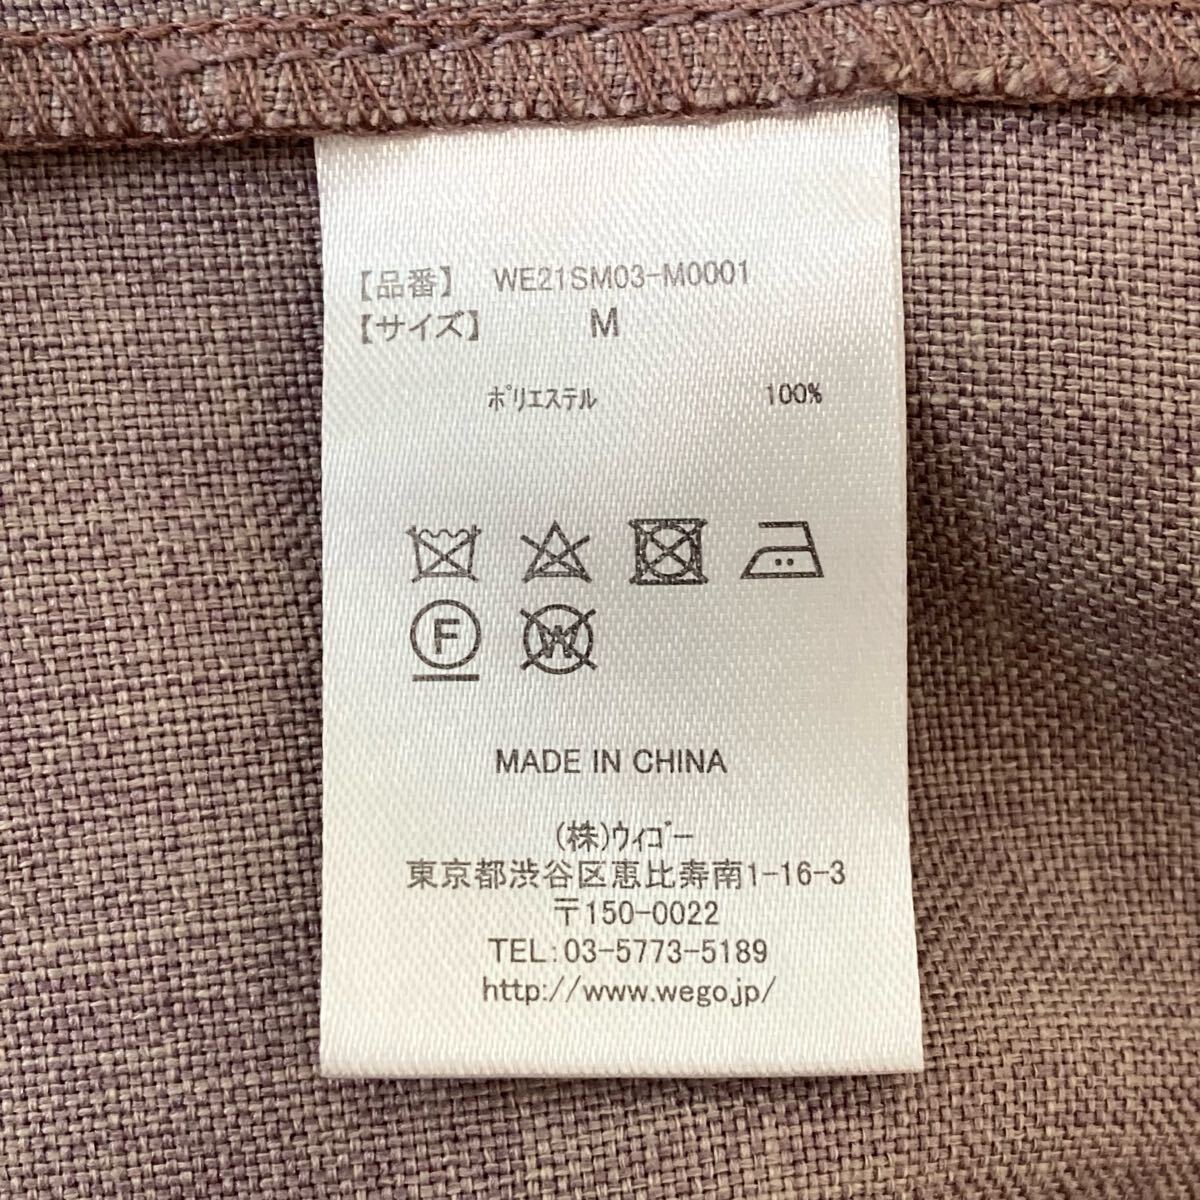 【品番】 WE21SM03-M0001
【サイズ】 M
ﾎﾟﾘｴｽﾃﾙ 100%
F W
MADE IN CHINA
(株)ｳｨｺﾞｰ
東京都渋谷区恵比寿南1-16-3
〒150-0022
TEL:03-5773-5189
http://www.wego.jp/